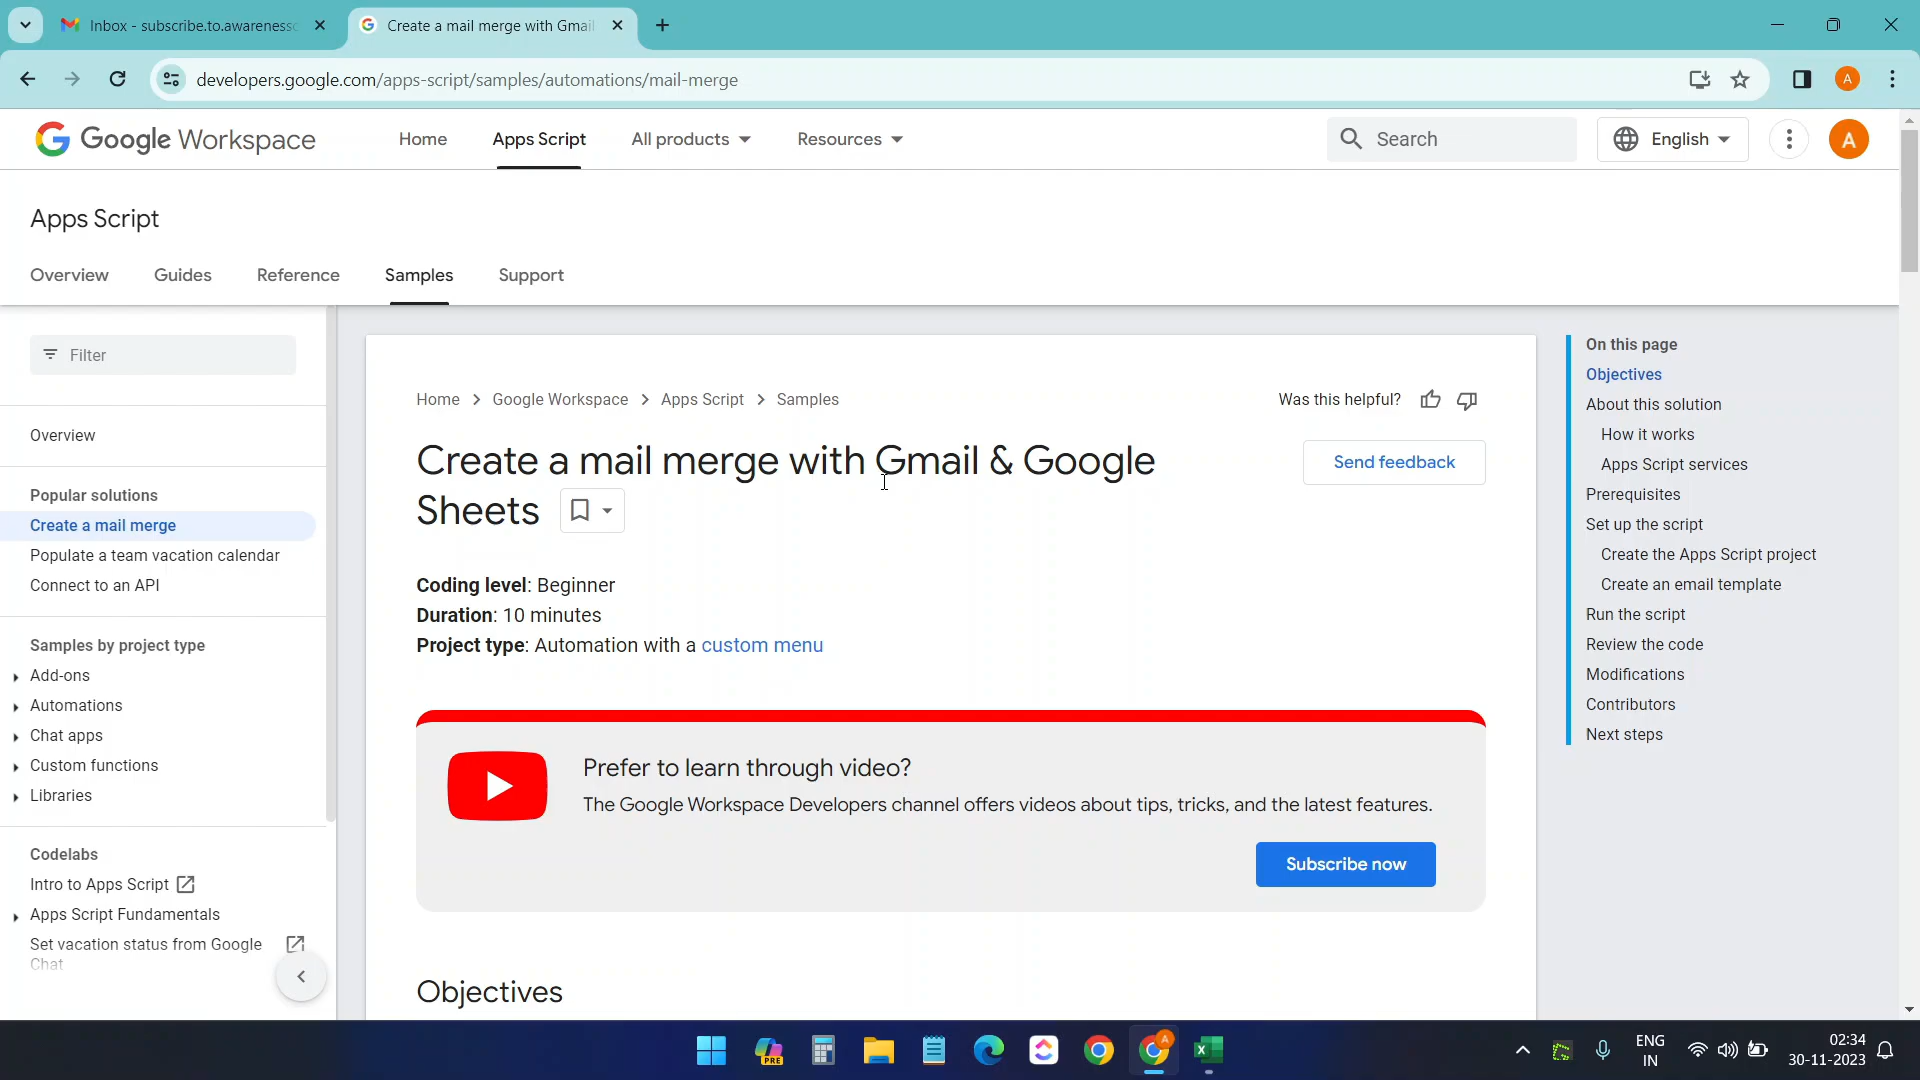 Inbox - subscribe.to.awarenessc
Create a mail merge with Gmai
developers.google.com/apps-script/samples/automations/mail-merge
A
Google Workspace
Home
Apps Script
All products
Resources
Search
English
A
Apps Script
Overview
Guides
Reference
Samples
Support
Filter
Overview
Popular solutions
Create a mail merge
Populate a team vacation calendar
Connect to an API
Samples by project type
Add-ons
Automations
Chat apps
Custom functions
Libraries
Codelabs
Intro to Apps Script
Apps Script Fundamentals
Set vacation status from Google
Chat
Home > Google Workspace > Apps Script > Samples
Was this helpful?
Create a mail merge with Gmail & Google
Sheets
Send feedback
Coding level: Beginner
Duration: 10 minutes
Project type: Automation with a custom menu
Prefer to learn through video?
The Google Workspace Developers channel offers videos about tips, tricks, and the latest features.
Subscribe now
Objectives
On this page
Objectives
About this solution
How it works
Apps Script services
Prerequisites
Set up the script
Create the Apps Script project
Create an email template
Run the script
Review the code
Modifications
Contributors
Next steps
PRE
A
ENG
IN
02:34
30-11-2023